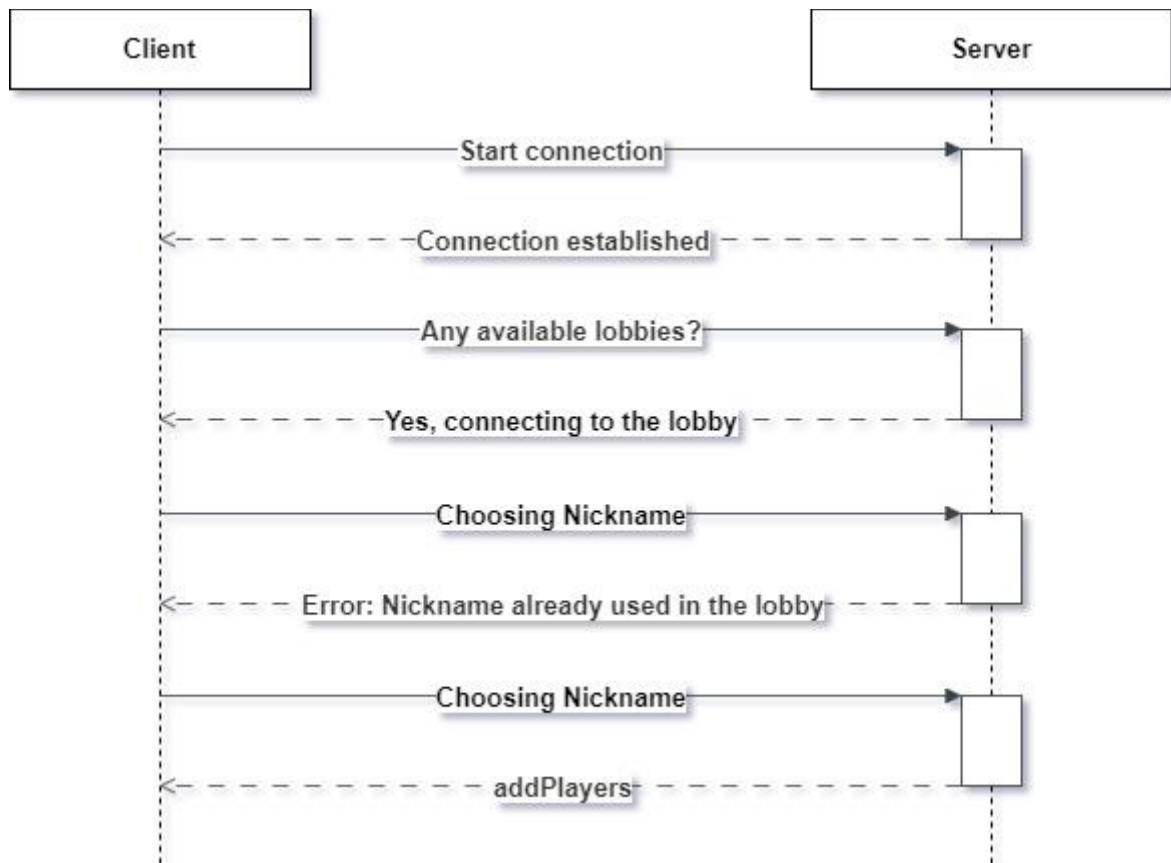 Client
Server
Start connection
Connection established
Any available lobbies?
Yes, connecting to the lobby
Choosing Nickname
Error: Nickname already used in the lobby
Choosing Nickname
addPlayers